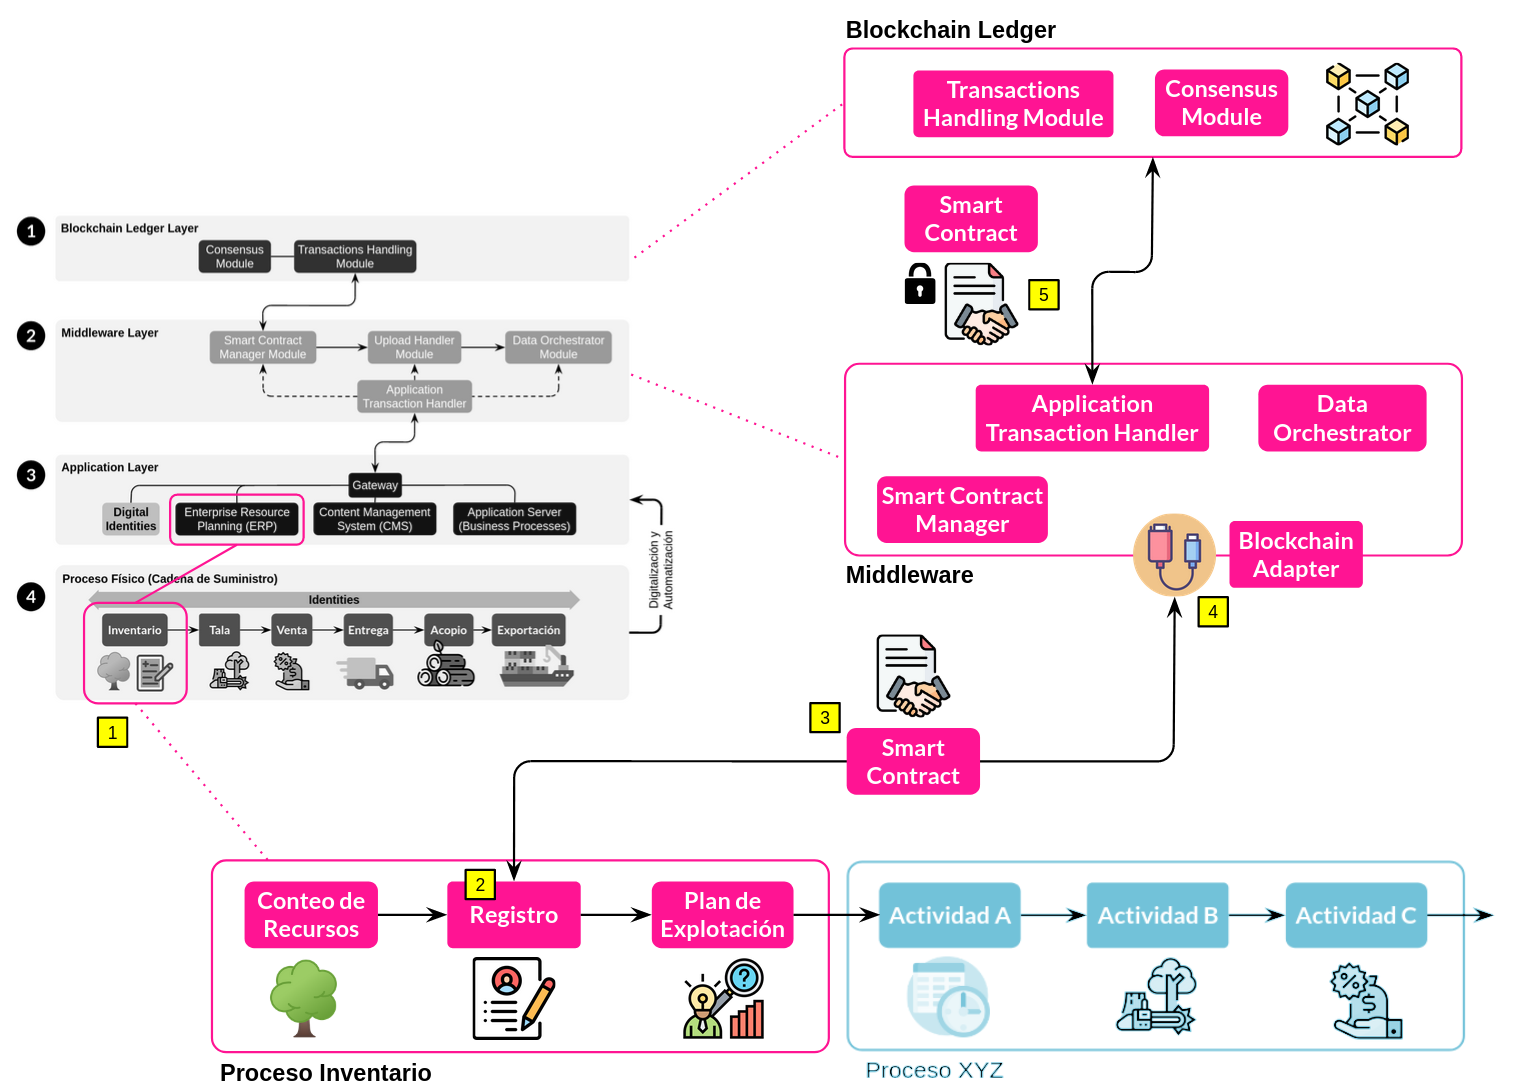 Blockchain Ledger
Transactions
Handling Module
Consensus
Module
Smart
Contract
5
1
Blockchain Ledger Layer
Consensus
Module
Transactions Handling
Module
2
Middleware Layer
Smart Contract
Manager Module
Upload Handler
Module
Data Orchestrator
Module
Application
Transaction Handler
3
Application Layer
Gateway
Digital
Identities
Enterprise Resource
Planning (ERP)
Content Management
System (CMS)
Application Server
(Business Processes)
Digitalización y
Automatización
4
Proceso Físico (Cadena de Suministro)
Identities
Inventario
Tala
Venta
Entrega
Acopio
Exportación
1
Application
Transaction Handler
Data
Orchestrator
Smart Contract
Manager
Blockchain
Adapter
Middleware
4
3
Smart
Contract
2
Conteo de
Recursos
Registro
Plan de
Explotación
Actividad A
Actividad B
Actividad C
Proceso Inventario
Proceso XYZ